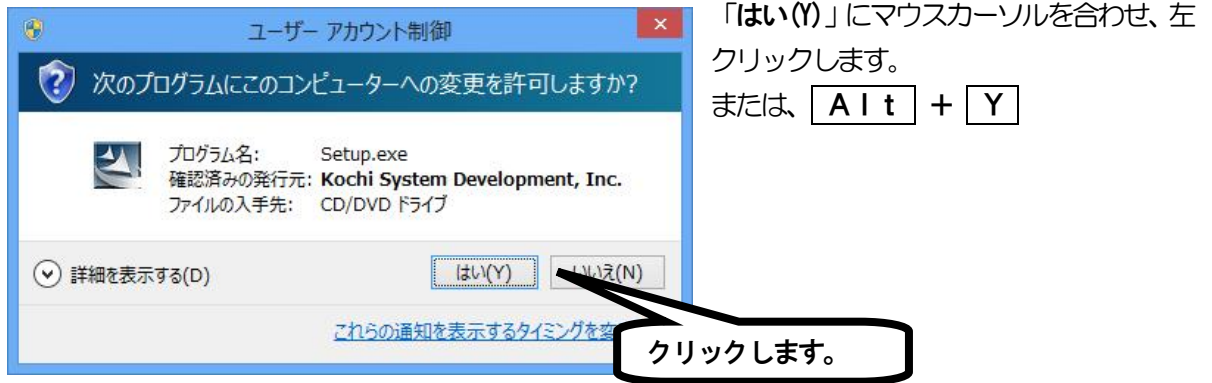 ユーザー アカウント制御
次のプログラムにこのコンピューターへの変更を許可しますか?
プログラム名: Setup.exe
確認済みの発行元: Kochi System Development, Inc.
ファイルの入手先: CD/DVD ドライブ
詳細を表示する(D)
はい(Y)
いいえ(N)
これらの通知を表示するタイミングを変
クリックします。
「はい(Y)」にマウスカーソルを合わせ、左
クリックします。
または、 Alt + Y